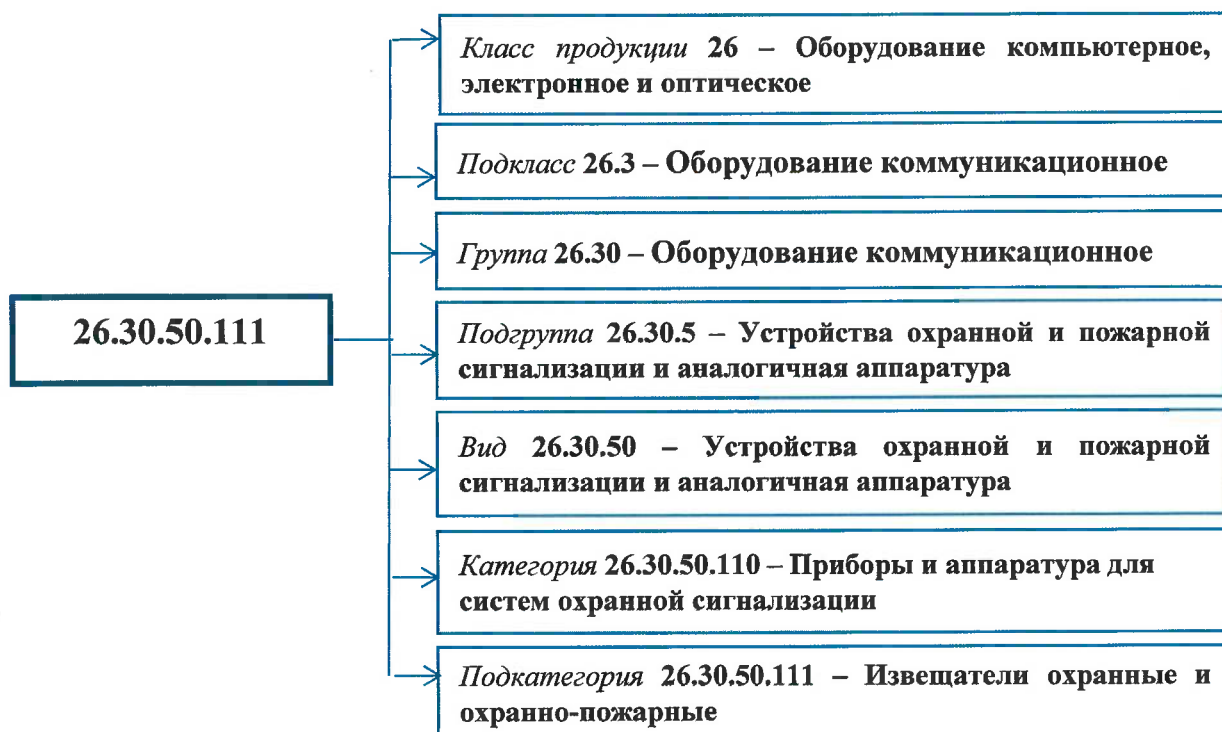 Класс продукции 26 – Оборудование компьютерное,
электронное и оптическое
Подкласс 26.3 – Оборудование коммуникационное
Группа 26.30 – Оборудование коммуникационное
26.30.50.111
Подгруппа 26.30.5 – Устройства охранной и пожарной
сигнализации и аналогичная аппаратура
Вид 26.30.50 – Устройства охранной и пожарной
сигнализации и аналогичная аппаратура
Категория 26.30.50.110 – Приборы и аппаратура для
систем охранной сигнализации
Подкатегория 26.30.50.111 – Извещатели охранные и
охранно-пожарные